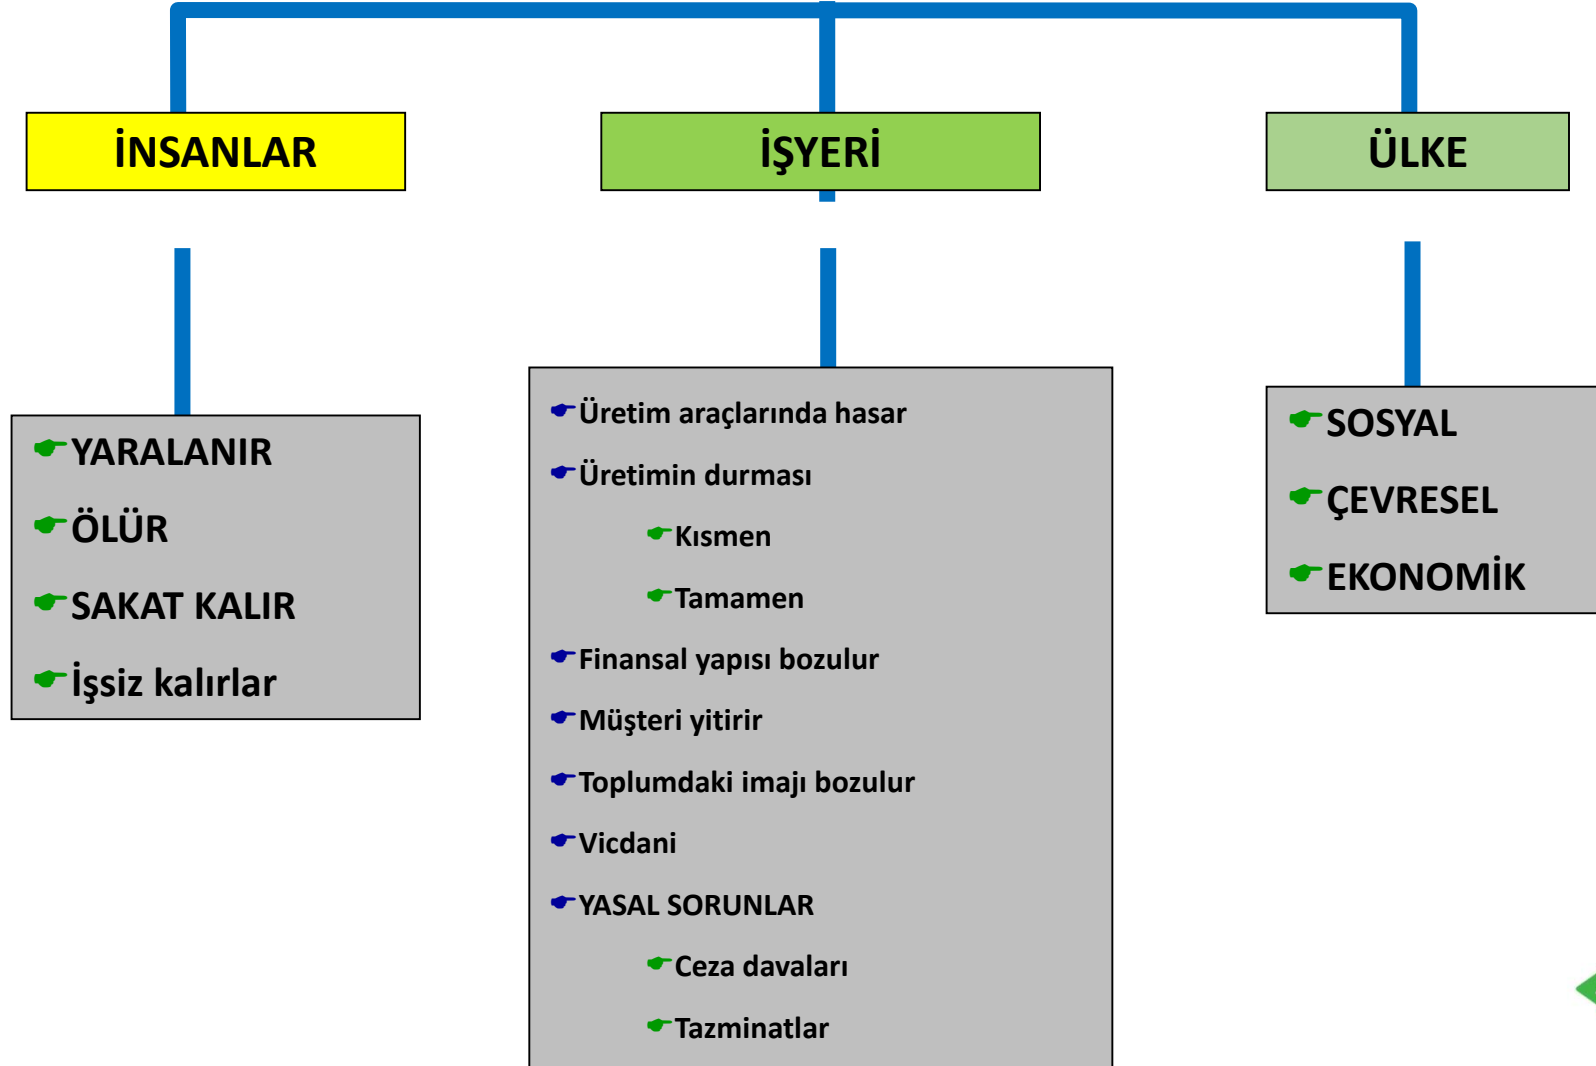 İNSANLAR
İŞYERİ
ÜLKE
YARALANIR
ÖLÜR
SAKAT KALIR
İşsiz kalırlar
Üretim araçlarında hasar
Üretimin durması
Kısmen
Tamamen
Finansal yapısı bozulur
Müşteri yitirir
Toplumdaki imajı bozulur
Vicdani
YASAL SORUNLAR
Ceza davaları
Tazminatlar
SOSYAL
ÇEVRESEL
EKONOMİK